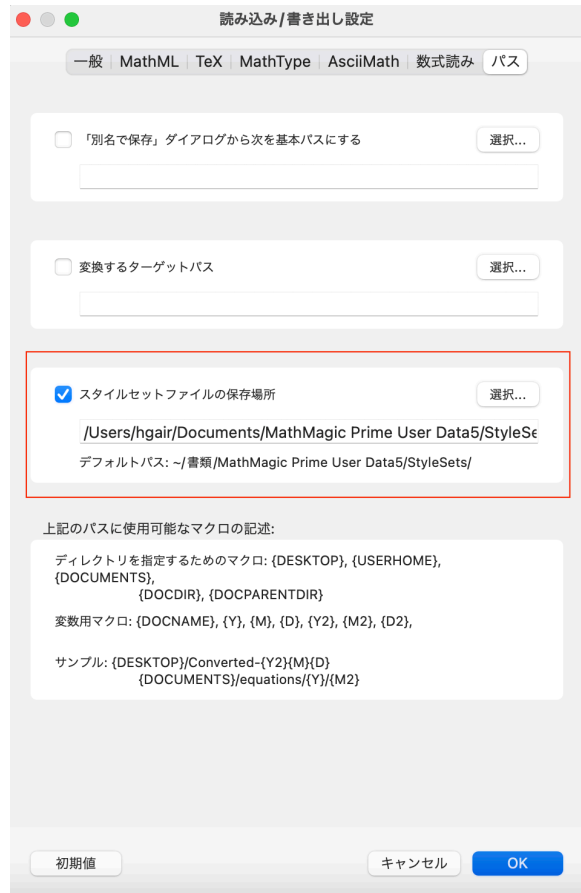 読み込み/書き出し設定
一般 MathML TeX MathType AsciiMath 数式読み パス
「別名で保存」ダイアログから次を基本パスにする 選択...
変換するターゲットパス 選択...
スタイルセットファイルの保存場所 選択...
/Users/hgair/Documents/MathMagic Prime User Data5/StyleSe
デフォルトパス: ~/書類/MathMagic Prime User Data5/StyleSets/
上記のパスに使用可能なマクロの記述:
ディレクトリを指定するためのマクロ: {DESKTOP}, {USERHOME},
{DOCUMENTS},
{DOCDIR}, {DOCPARENTDIR}
変数用マクロ: {DOCNAME}, {Y}, {M}, {D}, {Y2}, {M2}, {D2},
サンプル: {DESKTOP}/Converted-{Y2}{M}{D}
{DOCUMENTS}/equations/{Y}/{M2}
初期値 キャンセル OK